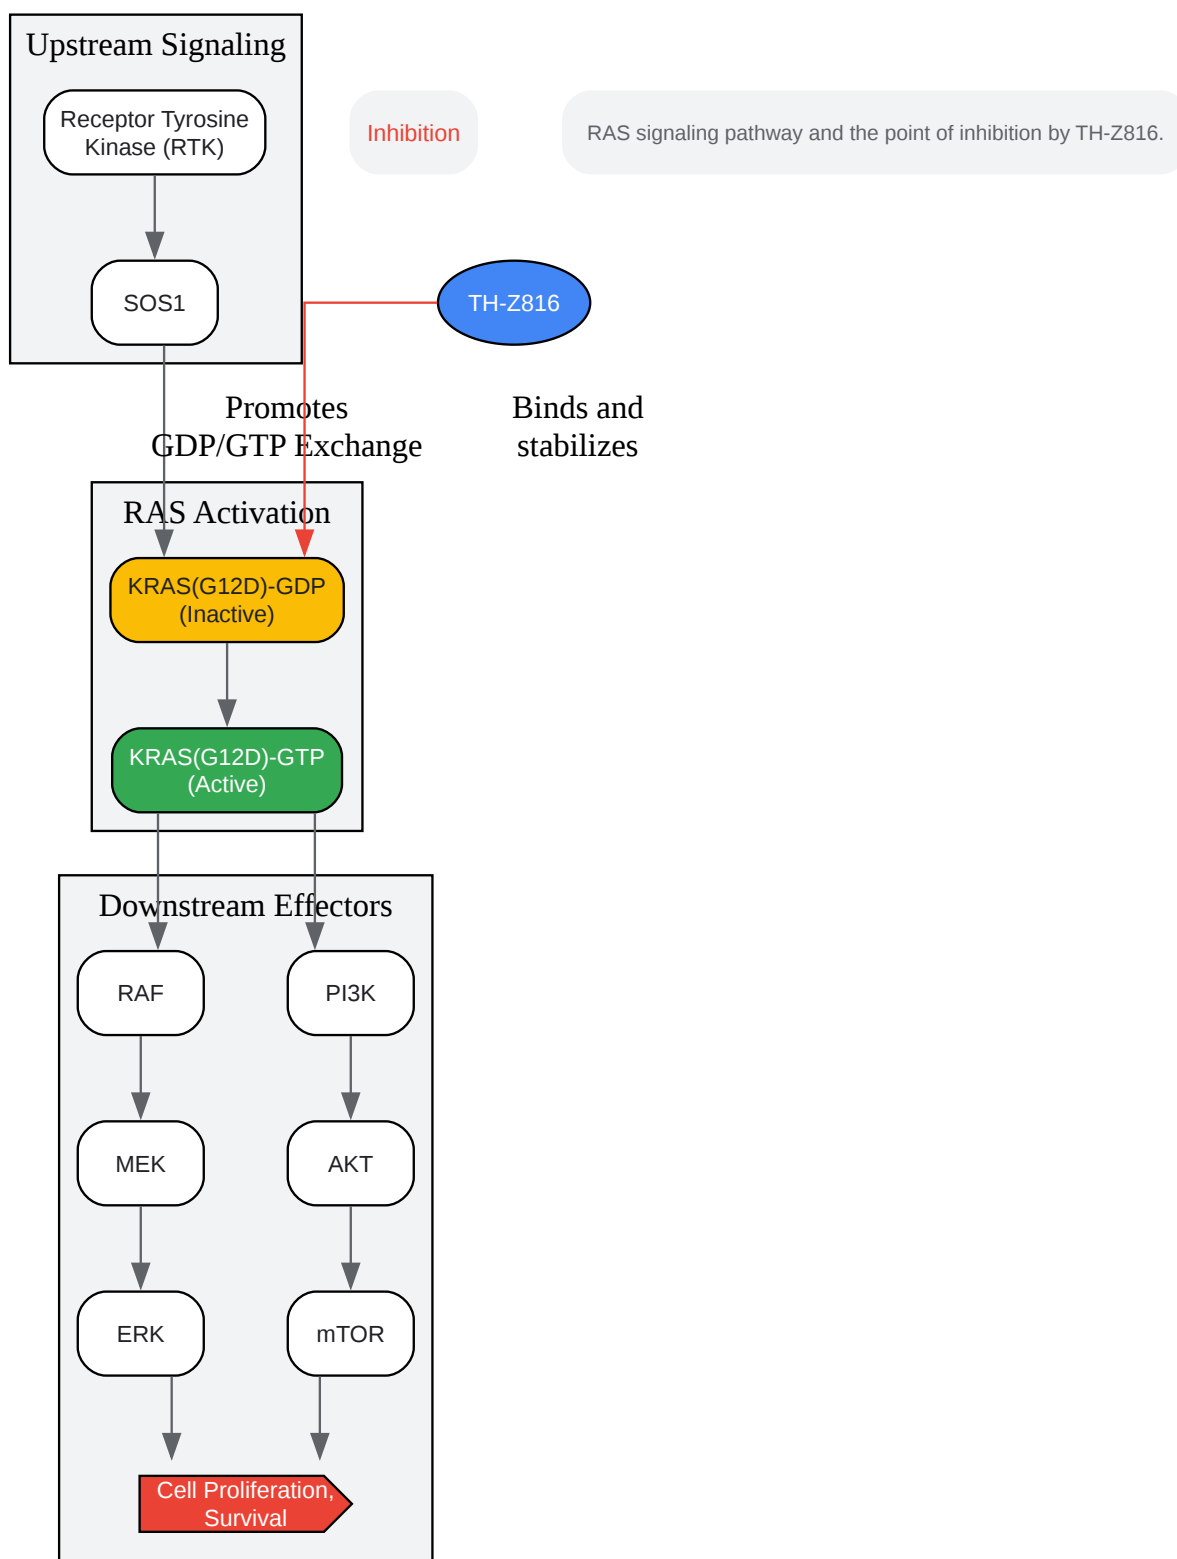 Upstream Signaling
Receptor Tyrosine
Kinase (RTK)
Inhibition
RAS signaling pathway and the point of inhibition by TH-Z816.
SOS1
TH-Z816
Promotes
GDP/GTP Exchange
Binds and
stabilizes
RAS Activation
KRAS(G12D)-GDP
(Inactive)
KRAS(G12D)-GTP
(Active)
Downstream Effectors
RAF
PI3K
MEK
AKT
ERK
mTOR
Cell Proliferation,
Survival